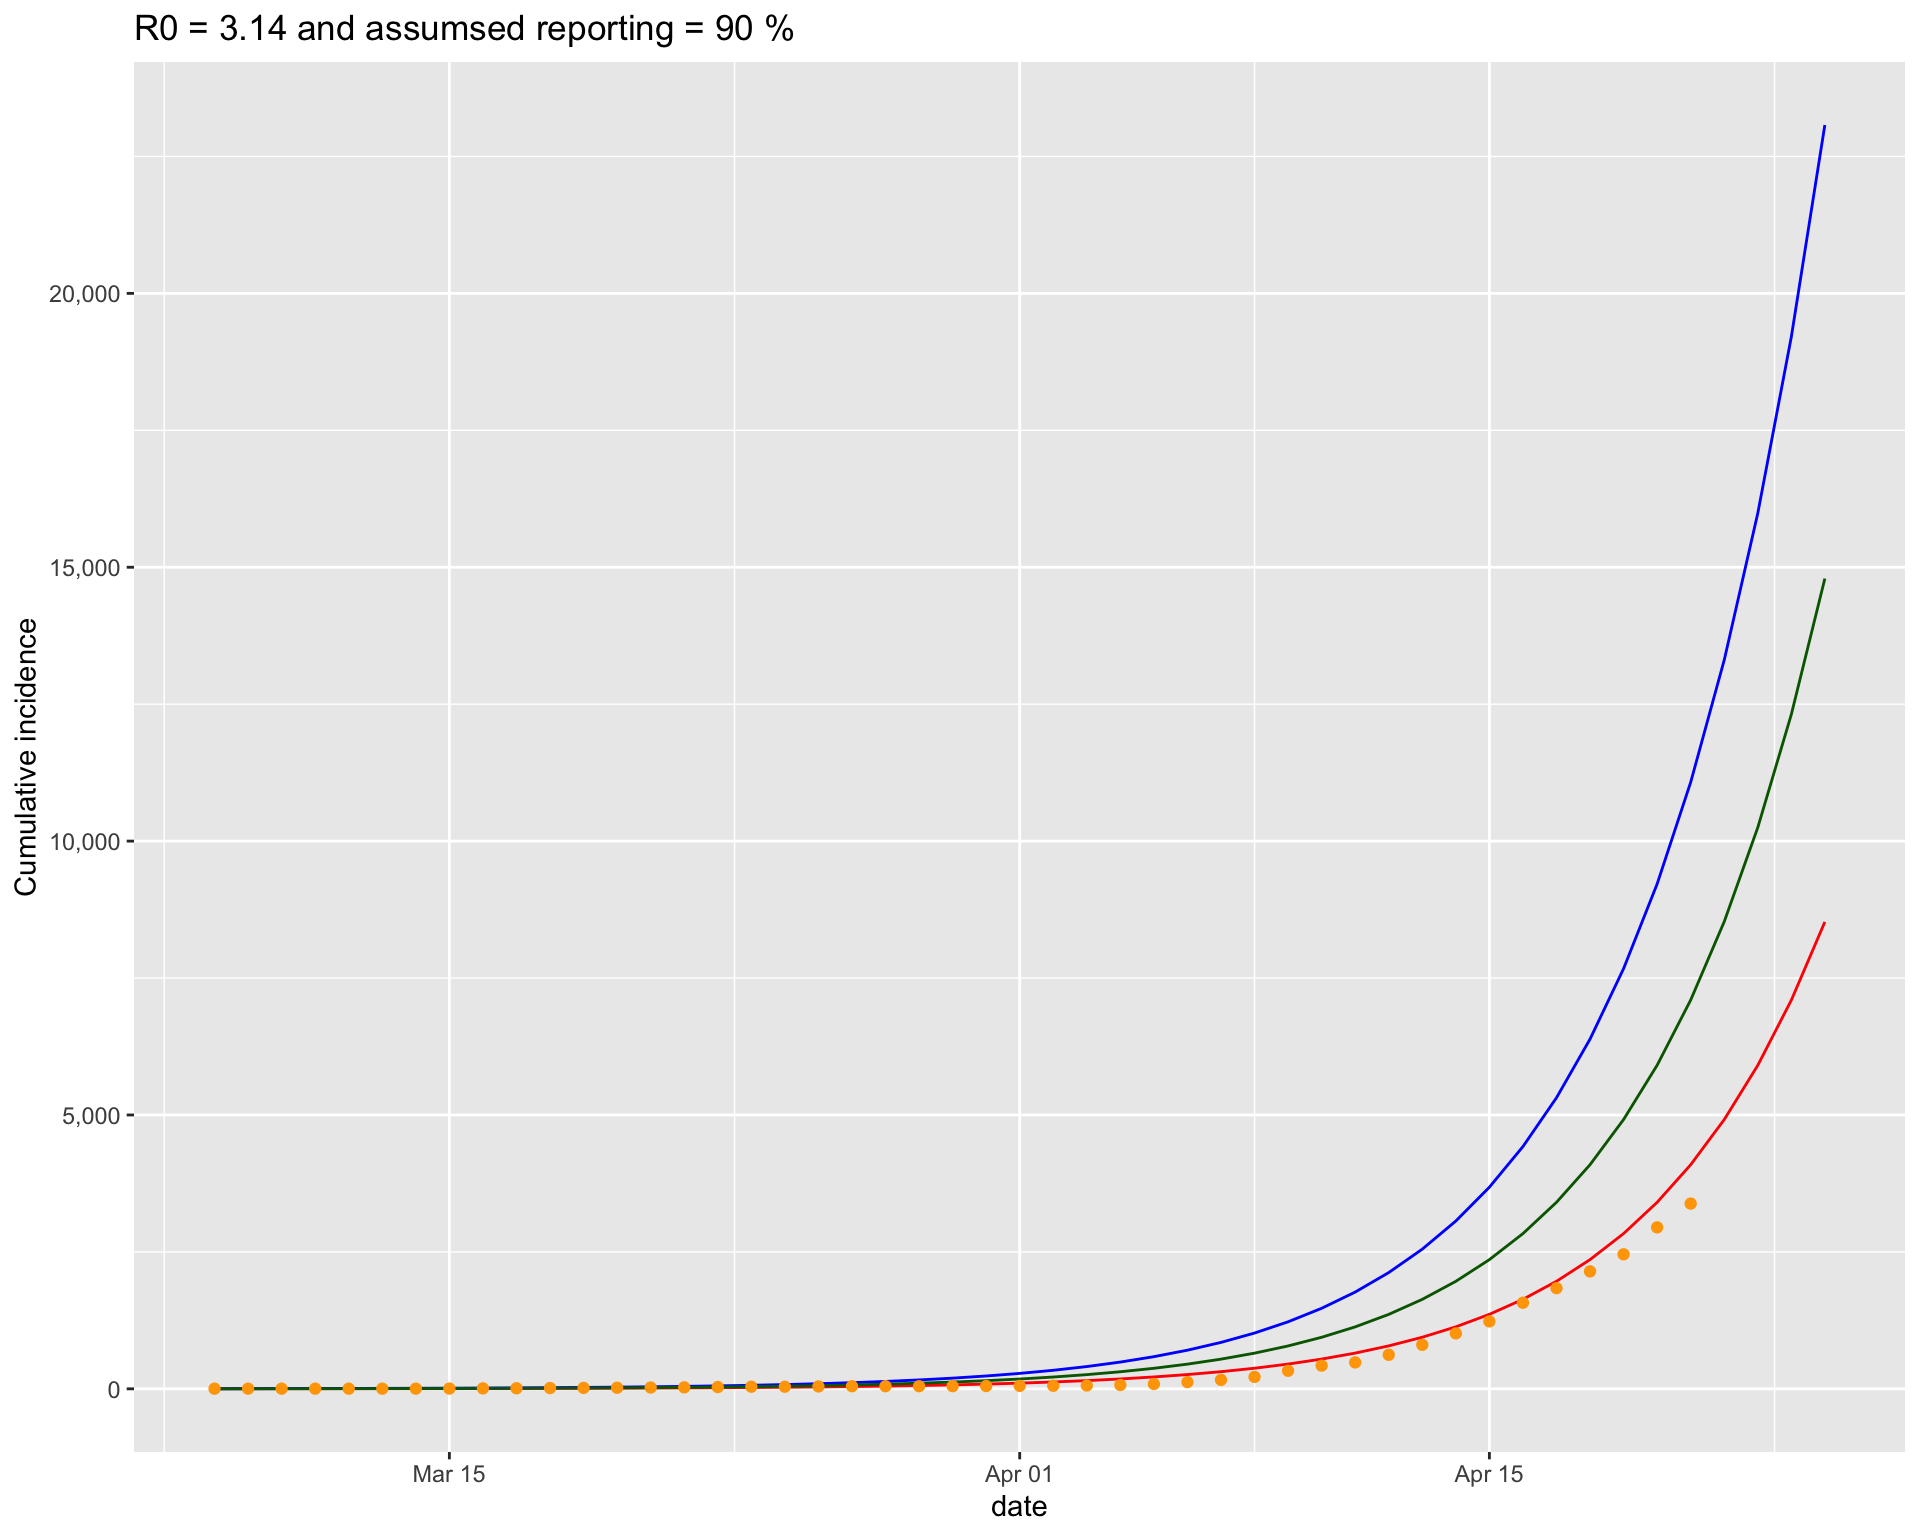 R0 = 3.14 and assumsed reporting = 90 %
Cumulative incidence
20,000
15,000
10,000
5,000
0
Mar 15 Apr 01 Apr 15
date